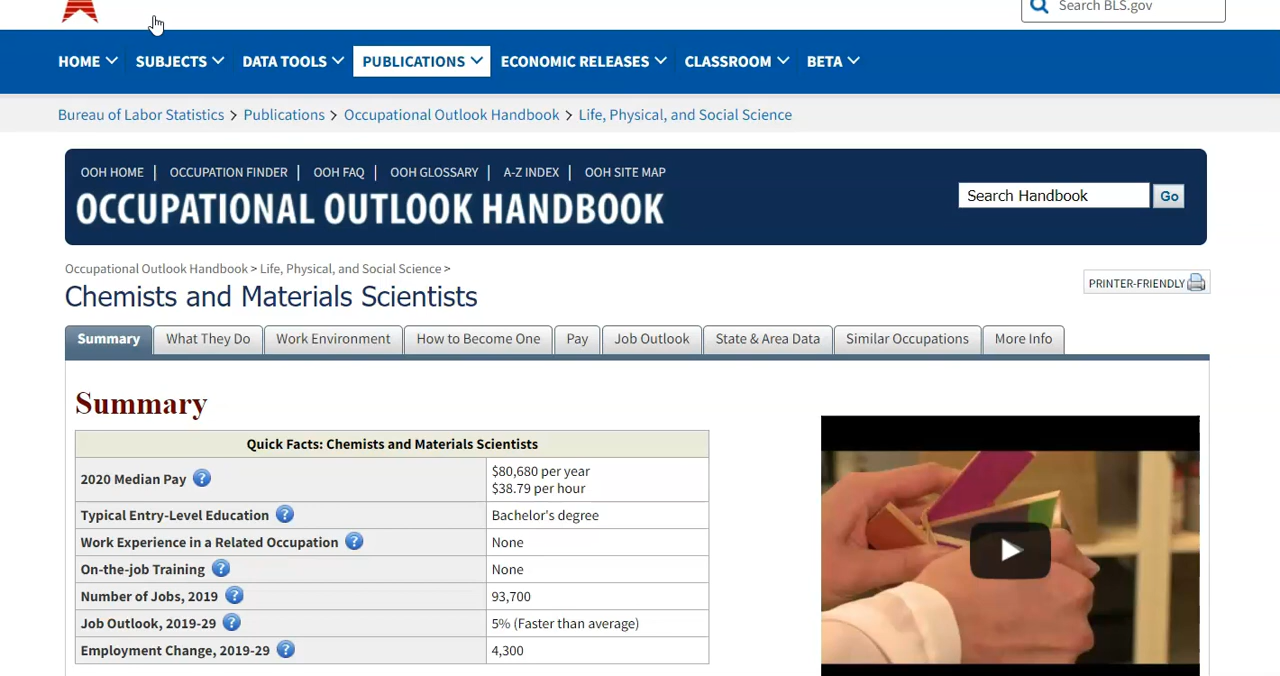 Search BLS.gov
HOME SUBJECTS DATA TOOLS PUBLICATIONS ECONOMIC RELEASES CLASSROOM BETA
Bureau of Labor Statistics > Publications > Occupational Outlook Handbook > Life, Physical, and Social Science
OOH HOME | OCCUPATION FINDER | OOH FAQ | OOH GLOSSARY | A-Z INDEX | OOH SITE MAP
OCCUPATIONAL OUTLOOK HANDBOOK
Search Handbook Go
Occupational Outlook Handbook > Life, Physical, and Social Science >
PRINTER-FRIENDLY
Chemists and Materials Scientists
Summary What They Do Work Environment How to Become One Pay Job Outlook State & Area Data Similar Occupations More Info
Summary
Quick Facts: Chemists and Materials Scientists
2020 Median Pay ? $80,680 per year
$38.79 per hour
Typical Entry-Level Education ? Bachelor's degree
Work Experience in a Related Occupation ? None
On-the-job Training ? None
Number of Jobs, 2019 ? 93,700
Job Outlook, 2019-29 ? 5% (Faster than average)
Employment Change, 2019-29 ? 4,300